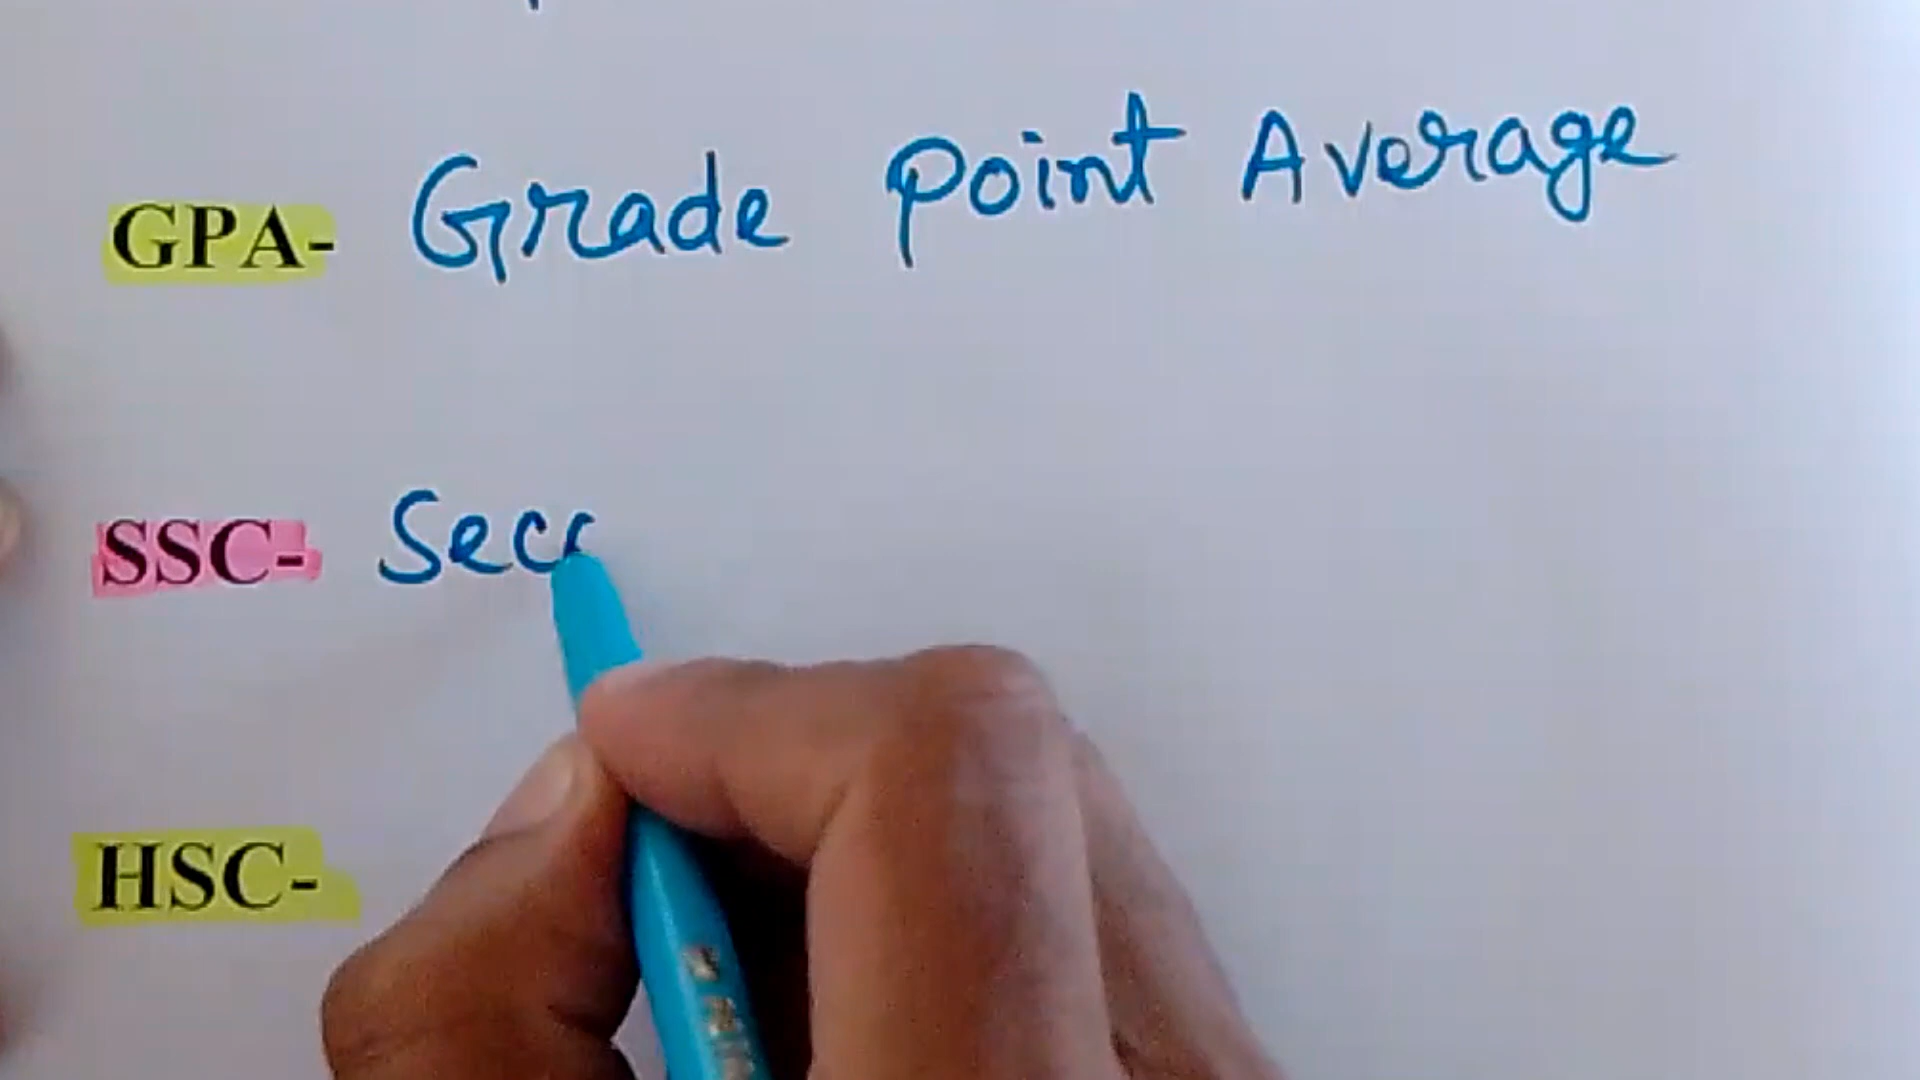 GPA- Grade Point Average
SSC- Sec
HSC-